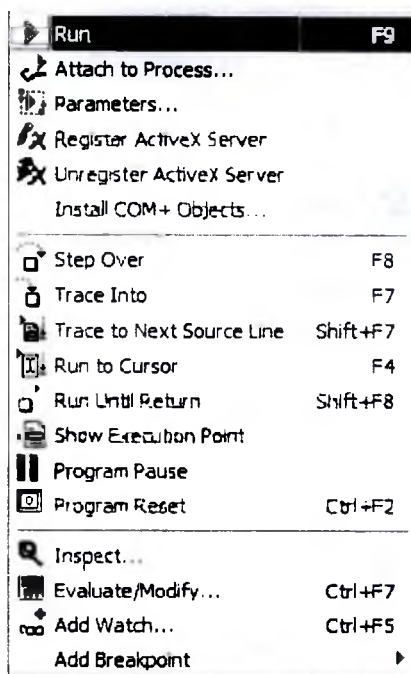 Run F9
Attach to Process...
Parameters...
Register ActiveX Server
Unregister ActiveX Server
Install COM+ Objects...
Step Over F8
Trace Into F7
Trace to Next Source Line Shift+F7
Run to Cursor F4
Run Until Return Shift+F8
Show Execution Point
Program Pause
Program Reset Ctrl+F2
Inspect...
Evaluate/Modify... Ctrl+F7
Add Watch... Ctrl+F5
Add Breakpoint